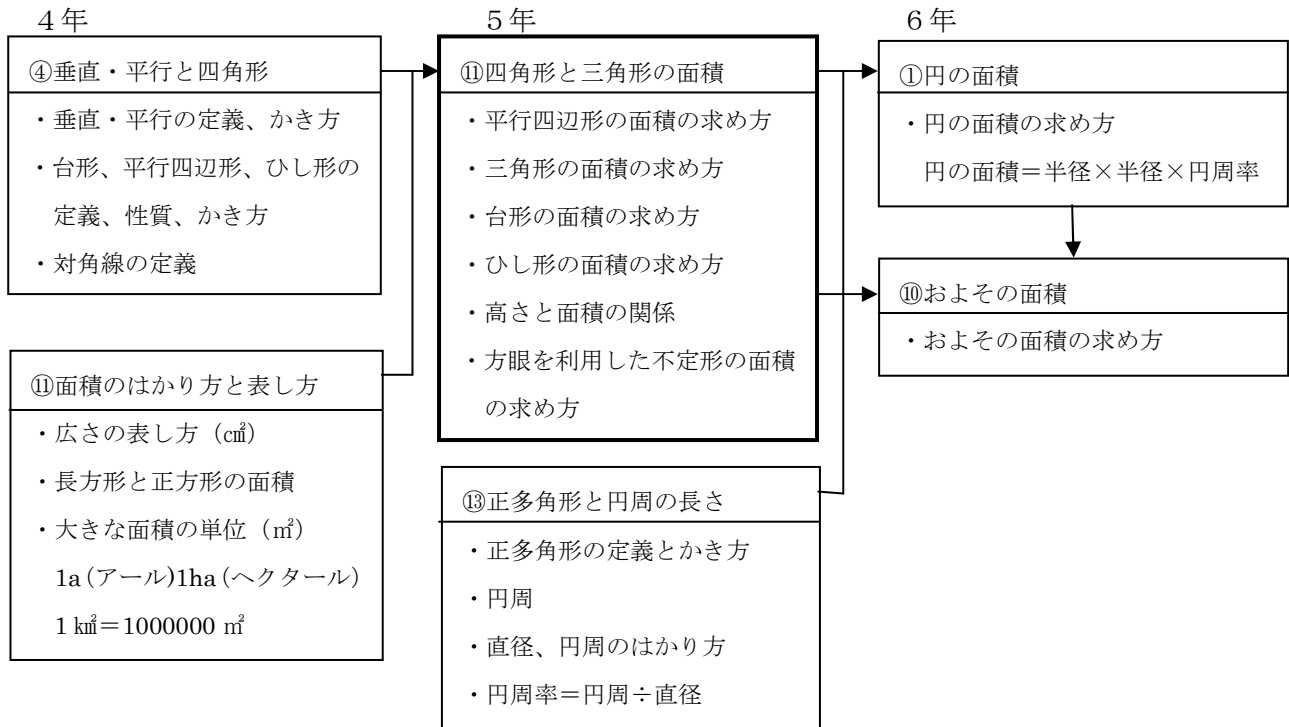 ４年
④垂直・平行と四角形
・垂直・平行の定義、かき方
・台形、平行四辺形、ひし形の
定義、性質、かき方
・対角線の定義
⑪面積のはかり方と表し方
・広さの表し方（㎠）
・長方形と正方形の面積
・大きな面積の単位（㎡）
1a(アール)1ha(ヘクタール)
1 ㎢＝1000000 ㎡
５年
⑪四角形と三角形の面積
・平行四辺形の面積の求め方
・三角形の面積の求め方
・台形の面積の求め方
・ひし形の面積の求め方
・高さと面積の関係
・方眼を利用した不定形の面積
の求め方
⑬正多角形と円周の長さ
・正多角形の定義とかき方
・円周
・直径、円周のはかり方
・円周率＝円周÷直径
６年
①円の面積
・円の面積の求め方
円の面積＝半径×半径×円周率
⑩およその面積
・およその面積の求め方